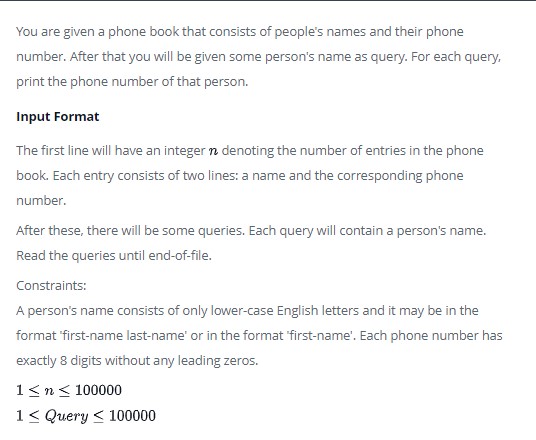 You are given a phone book that consists of people's names and their phone
number. After that you will be given some person's name as query. For each query,
print the phone number of that person.
Input Format
The first line will have an integer n denoting the number of entries in the phone
book. Each entry consists of two lines: a name and the corresponding phone
number.
After these, there will be some queries. Each query will contain a person's name.
Read the queries until end-of-file.
Constraints:
A person's name consists of only lower-case English letters and it may be in the
format 'first-name last-name' or in the format 'first-name'. Each phone number has
exactly 8 digits without any leading zeros.
1 ≤ n ≤ 100000
1 ≤ Query ≤ 100000